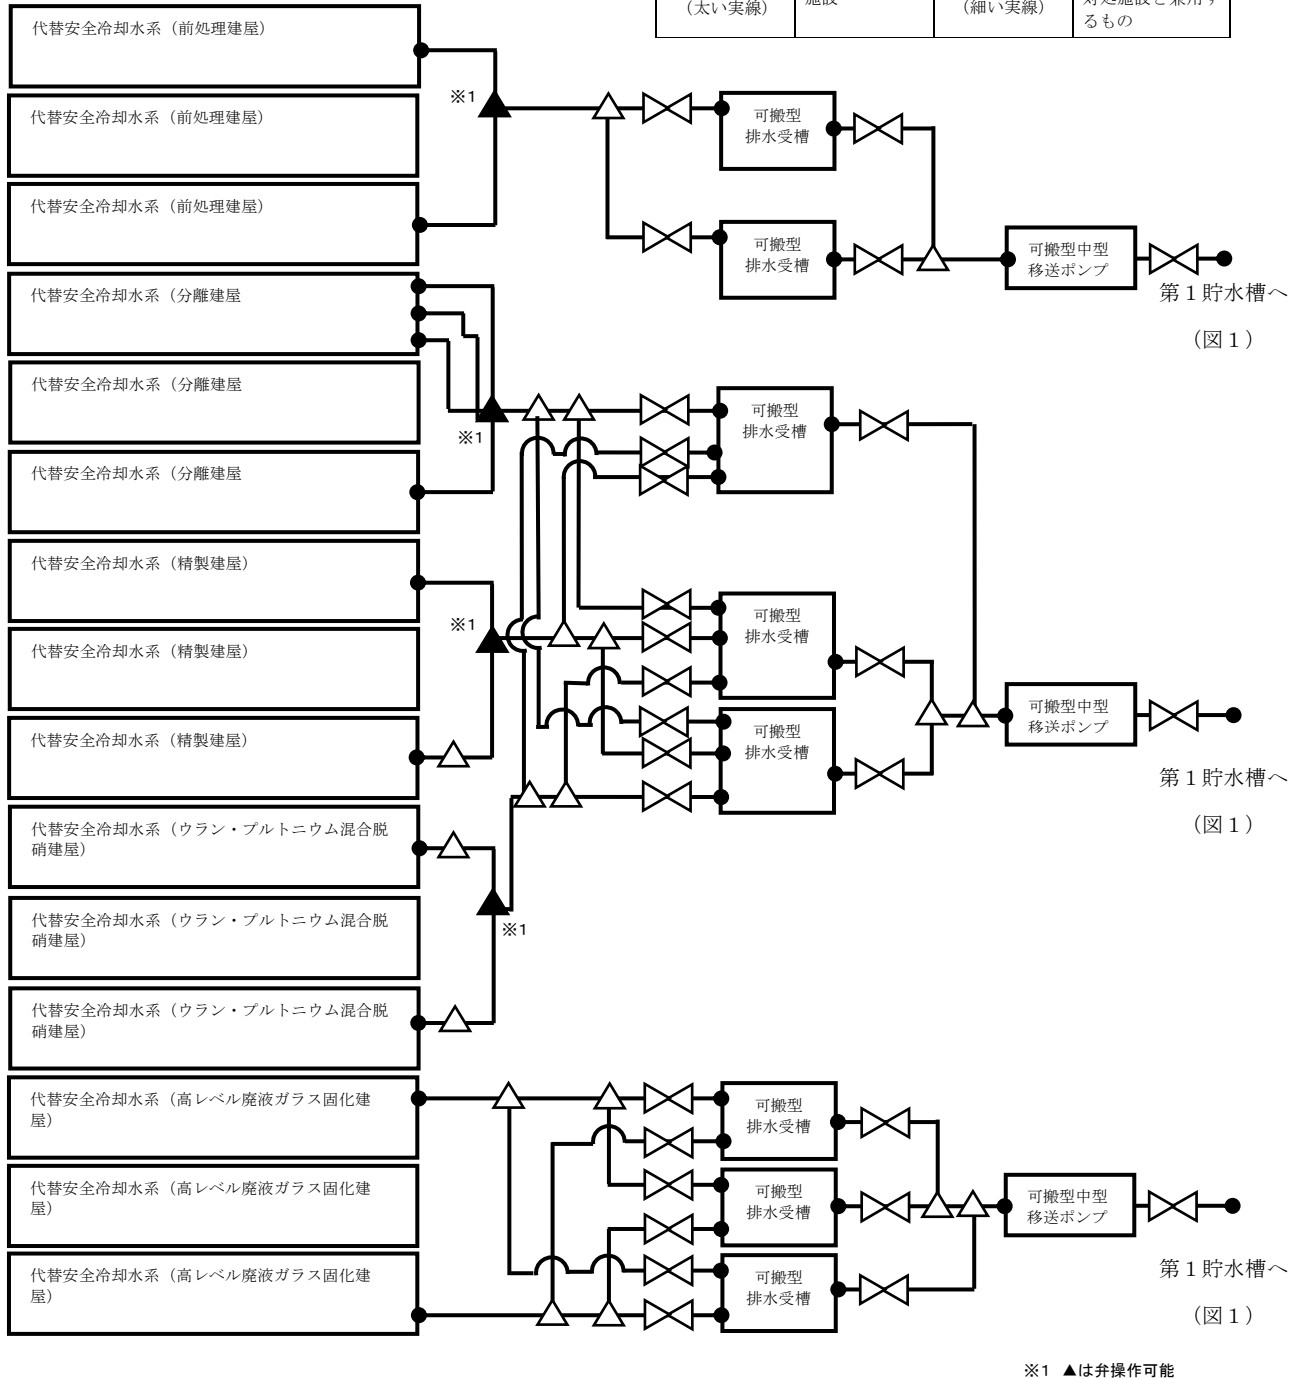 （太い実線）
施設
（細い実線）
対処施設と兼用す
るもの
代替安全冷却水系（前処理建屋）
※1
可搬型
排水受槽
代替安全冷却水系（前処理建屋）
代替安全冷却水系（前処理建屋）
可搬型
排水受槽
可搬型中型
移送ポンプ
第１貯水槽へ
（図１）
代替安全冷却水系（分離建屋
代替安全冷却水系（分離建屋
※1
可搬型
排水受槽
代替安全冷却水系（分離建屋
代替安全冷却水系（精製建屋）
※1
可搬型
排水受槽
代替安全冷却水系（精製建屋）
代替安全冷却水系（精製建屋）
可搬型
排水受槽
可搬型中型
移送ポンプ
第１貯水槽へ
（図１）
代替安全冷却水系（ウラン・プルトニウム混合脱
硝建屋）
代替安全冷却水系（ウラン・プルトニウム混合脱
硝建屋）
※1
代替安全冷却水系（ウラン・プルトニウム混合脱
硝建屋）
代替安全冷却水系（高レベル廃液ガラス固化建
屋）
可搬型
排水受槽
代替安全冷却水系（高レベル廃液ガラス固化建
屋）
可搬型
排水受槽
可搬型中型
移送ポンプ
代替安全冷却水系（高レベル廃液ガラス固化建
屋）
可搬型
排水受槽
第１貯水槽へ
（図１）
※1 ▲は弁操作可能